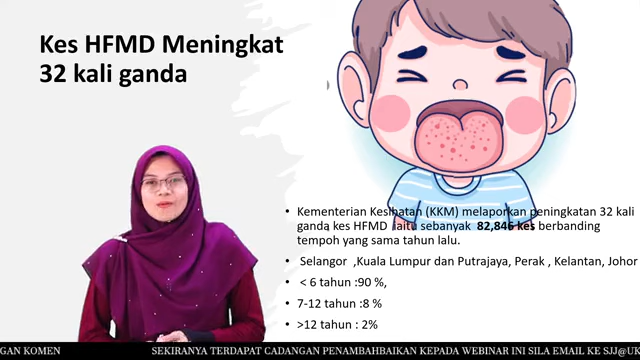 Kes HFMD Meningkat
32 kali ganda
• Kementerian Kesihatan (KKM) melaporkan peningkatan 32 kali
ganda kes HFMD iaitu sebanyak 82,846 kes berbanding
tempoh yang sama tahun lalu.
• Selangor ,Kuala Lumpur dan Putrajaya, Perak , Kelantan, Johor
• < 6 tahun :90 %,
• 7-12 tahun :8 %
• >12 tahun : 2%
GAN KOMEN SEKIRANYA TERDAPAT CADANGAN PENAMBAHBAIKAN KEPADA WEBINAR INI SILA EMAIL KE SJJ@UK